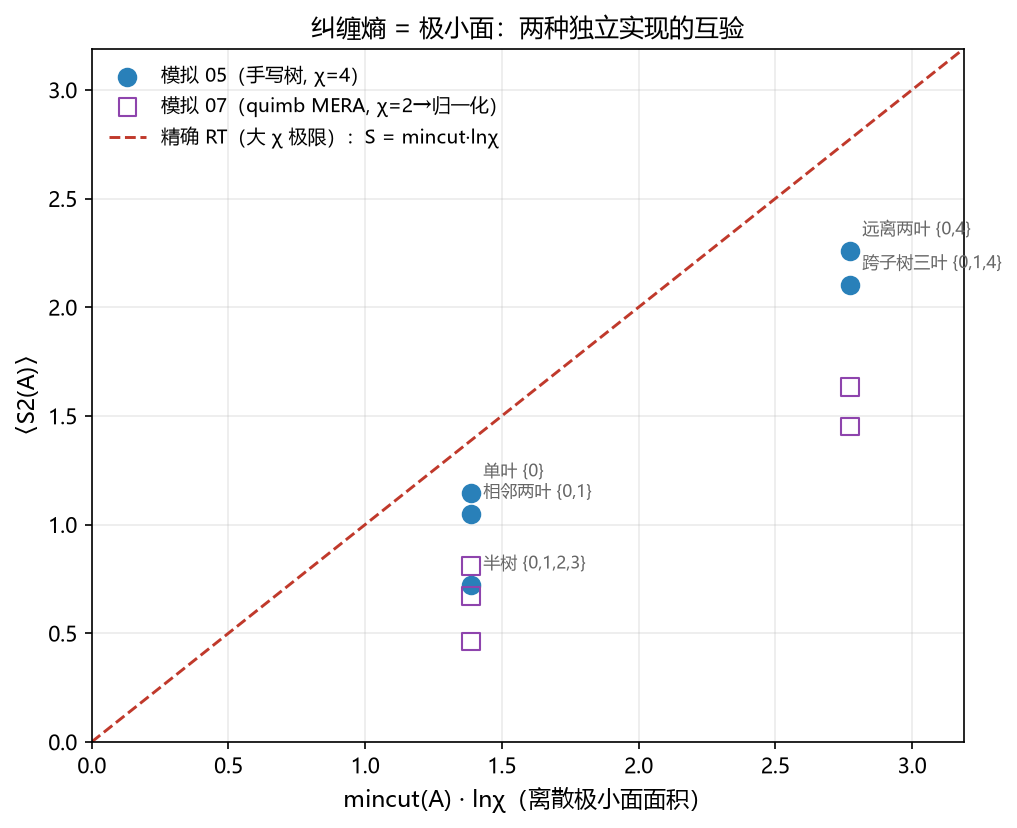 纠缠熵 = 极小面：两种独立实现的互验
模拟 05（手写树, χ=4）
模拟 07（quimb MERA, χ=2→归一化）
精确 RT（大 χ 极限）：S = mincut·lnχ
远离两叶 {0,4}
跨子树三叶 {0,1,4}
单叶 {0}
相邻两叶 {0,1}
半树 {0,1,2,3}
⟨S2(A)⟩
3.0
2.5
2.0
1.5
1.0
0.5
0.0
0.0 0.5 1.0 1.5 2.0 2.5 3.0
mincut(A) · lnχ（离散极小面面积）